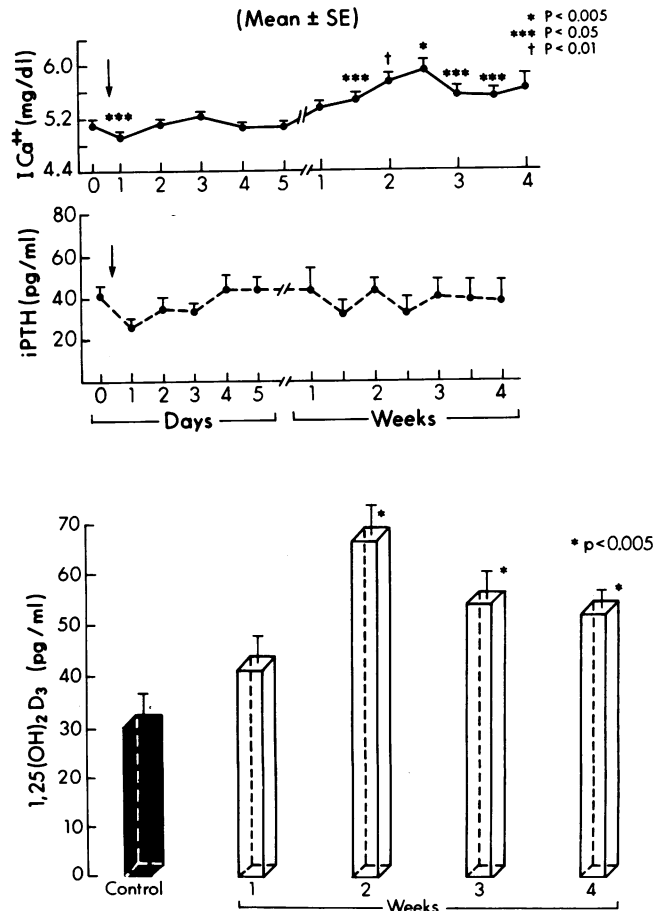 (Mean ± SE)
* P< 0.005
*** P< 0.05
† P< 0.01
I Ca⁺⁺ (mg/dl)
6.0
5.2
4.4
***
***
†
*
***
***
0 1 2 3 4 5 1 2 3 4
iPTH (pg/ml)
80
60
40
20
0 1 2 3 4 5 1 2 3 4
Days Weeks
1,25(OH)₂D₃ (pg/ml)
70
60
50
40
30
20
10
0
* p<0.005
*
*
*
Control 1 2 3 4
Weeks